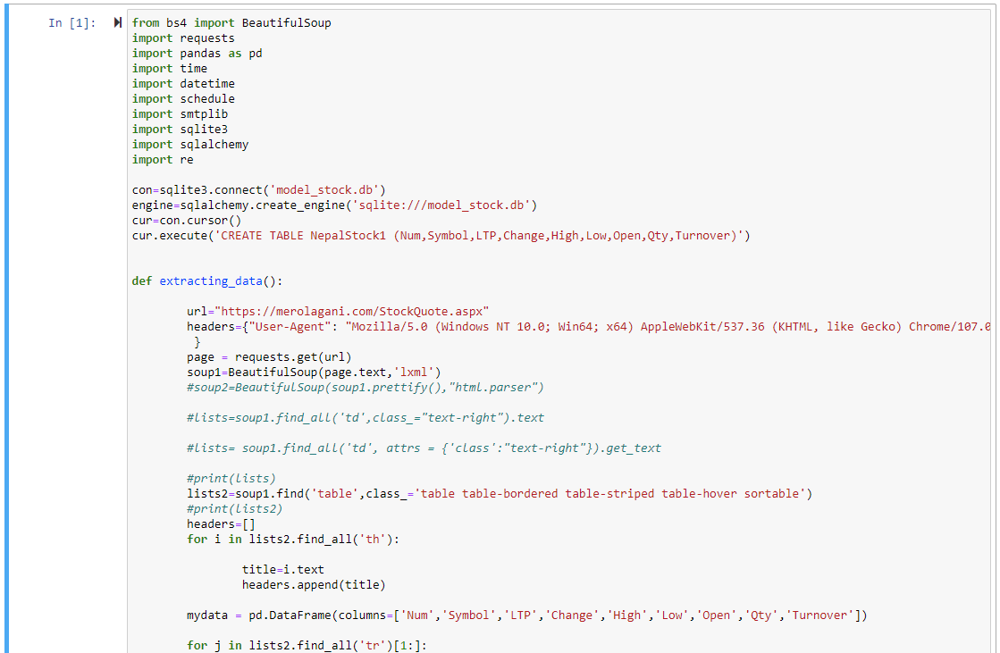 In [1]:
from bs4 import BeautifulSoup
import requests
import pandas as pd
import time
import datetime
import schedule
import smtplib
import sqlite3
import sqlalchemy
import re
con=sqlite3.connect('model_stock.db')
engine=sqlalchemy.create_engine('sqlite:///model_stock.db')
cur=con.cursor()
cur.execute('CREATE TABLE NepalStock1 (Num,Symbol,LTP,Change,High,Low,Open,Qty,Turnover)')
def extracting_data():
url="https://merolagani.com/StockQuote.aspx"
headers={"User-Agent": "Mozilla/5.0 (Windows NT 10.0; Win64; x64) AppleWebKit/537.36 (KHTML, like Gecko) Chrome/107.0
}
page = requests.get(url)
soup1=BeautifulSoup(page.text,'lxml')
#soup2=BeautifulSoup(soup1.prettify(),"html.parser")
#lists=soup1.find_all('td',class_="text-right").text
#lists= soup1.find_all('td', attrs = {'class':"text-right"}).get_text
#print(lists)
lists2=soup1.find('table',class_='table table-bordered table-striped table-hover sortable')
#print(lists2)
headers=[]
for i in lists2.find_all('th'):
title=i.text
headers.append(title)
mydata = pd.DataFrame(columns=['Num','Symbol','LTP','Change','High','Low','Open','Qty','Turnover'])
for j in lists2.find_all('tr')[1:]: